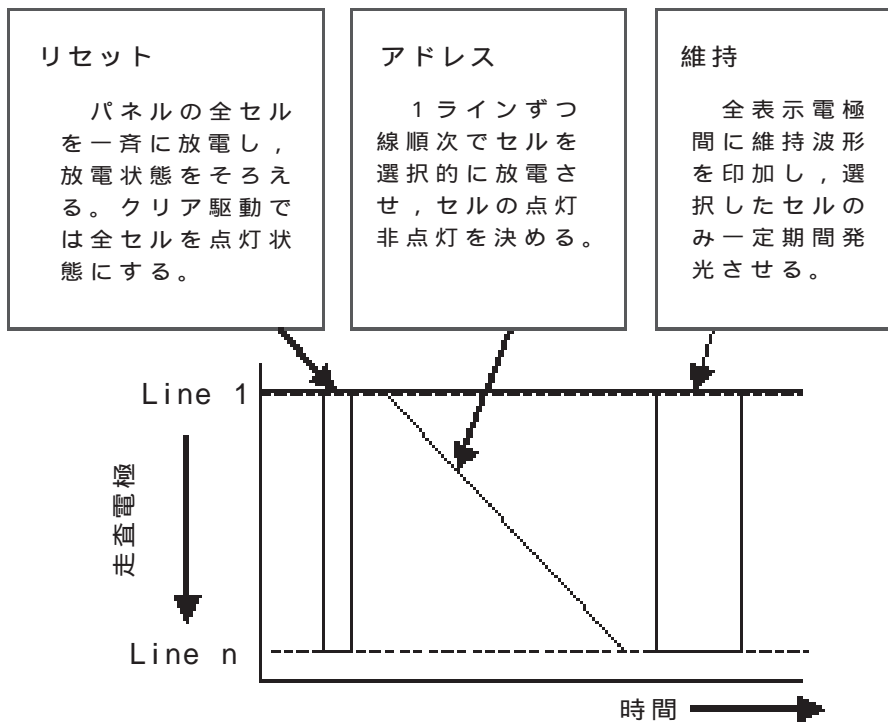 リセット
パネルの全セル
を一斉に放電し,
放電状態をそろえ
る。クリア駆動で
は全セルを点灯状
態にする。
アドレス
1ラインずつ
線順次でセルを
選択的に放電さ
せ,セルの点灯
非点灯を決める。
維持
全表示電極
間に維持波形
を印加し,選
択したセルの
み一定期間発
光させる。
Line 1
走査電極
Line n
時間